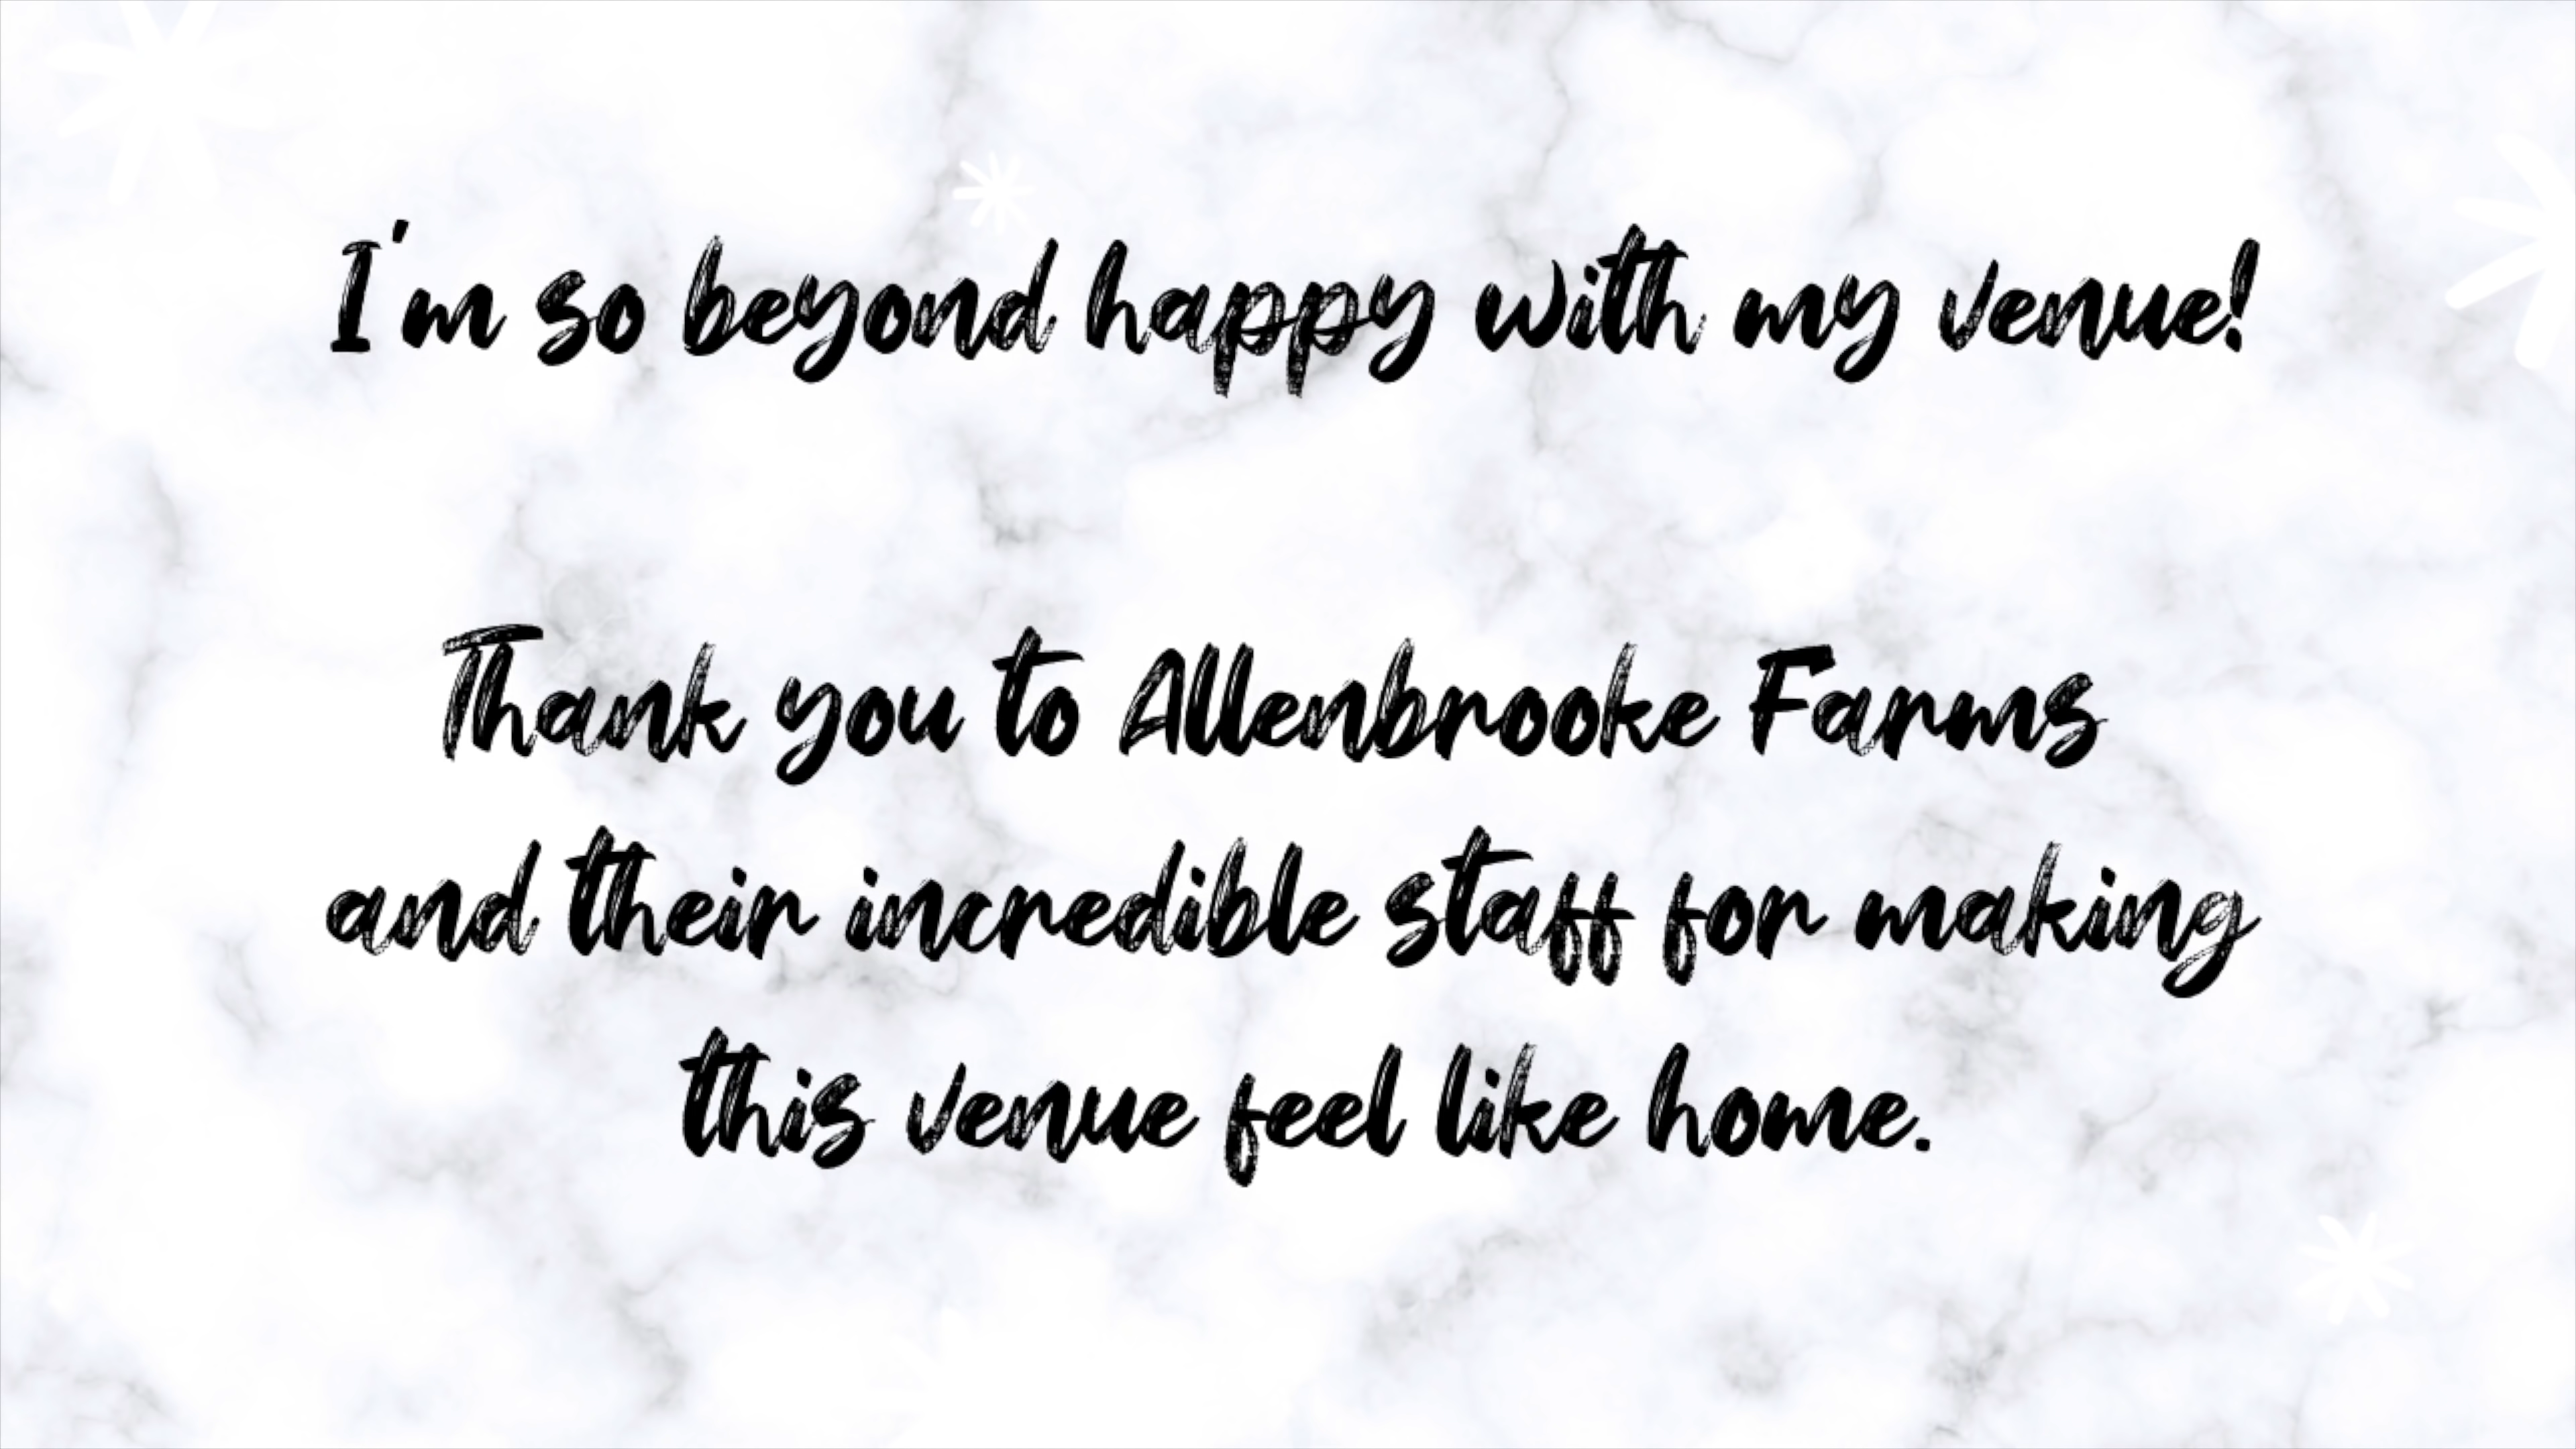 I'm so beyond happy with my venue!
Thank you to Allenbrooke Farms
and their incredible staff for making
this venue feel like home.